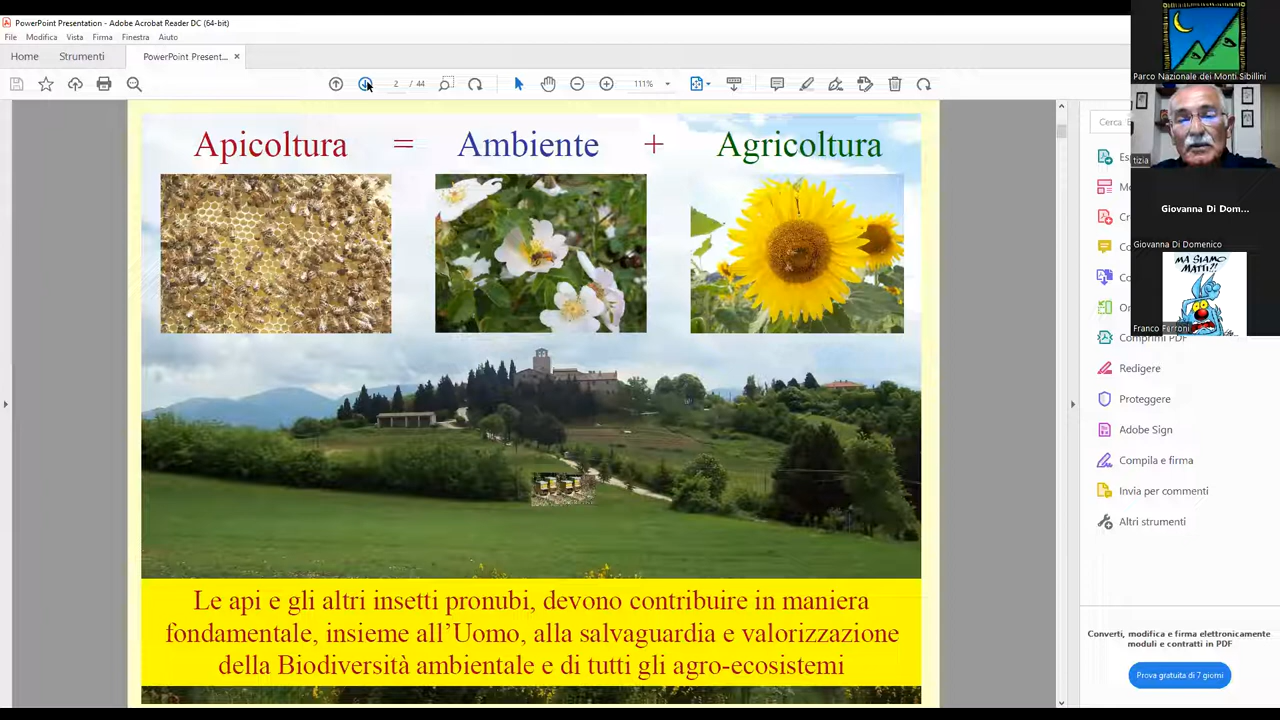 PowerPoint Presentation - Adobe Acrobat Reader DC (64-bit)
File Modifica Vista Firma Finestra Aiuto
Home Strumenti PowerPoint Present... ×
2 / 44 111%
Apicoltura = Ambiente + Agricoltura
Le api e gli altri insetti pronubi, devono contribuire in maniera
fondamentale, insieme all'Uomo, alla salvaguardia e valorizzazione
della Biodiversità ambientale e di tutti gli agro-ecosistemi
Parco Nazionale dei Monti Sibillini
tizia
Giovanna Di Dom...
Giovanna Di Domenico
MA SIAMO
MATTI!!
Franco Ferroni
Cerca
Comprimi PDF
Redigere
Proteggere
Adobe Sign
Compila e firma
Invia per commenti
Altri strumenti
Converti, modifica e firma elettronicamente
moduli e contratti in PDF
Prova gratuita di 7 giorni